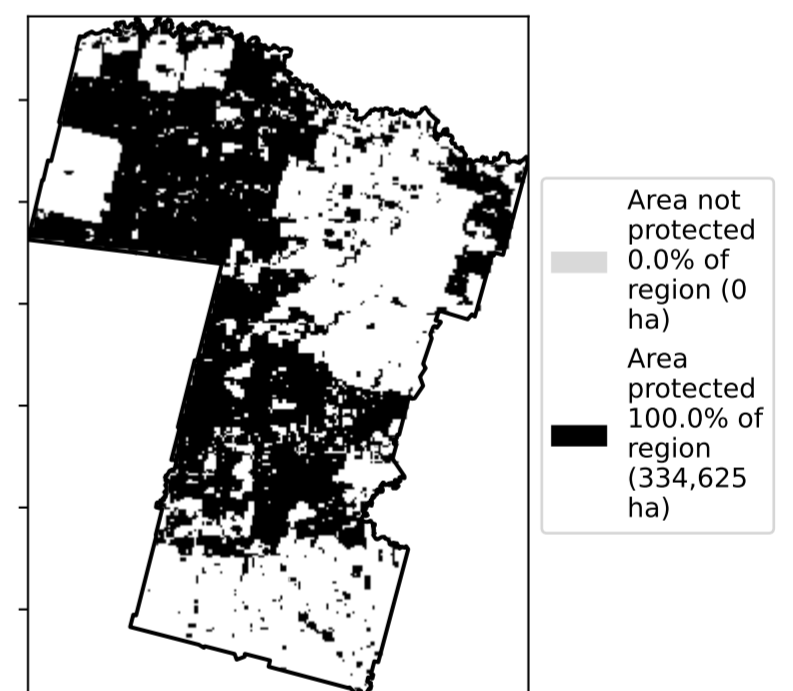 Area not
protected
0.0% of
region (0
ha)
Area
protected
100.0% of
region
(334,625
ha)